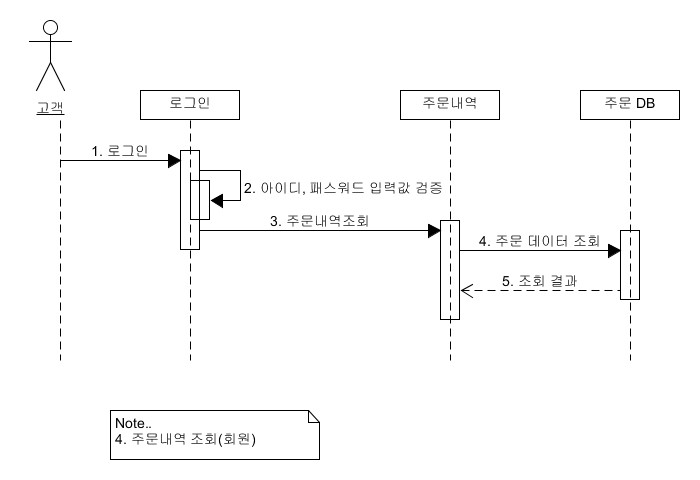 고객
로그인
주문내역
주문 DB
1. 로그인
2. 아이디, 패스워드 입력값 검증
3. 주문내역조회
4. 주문 데이터 조회
5. 조회 결과
Note..
4. 주문내역 조회(회원)